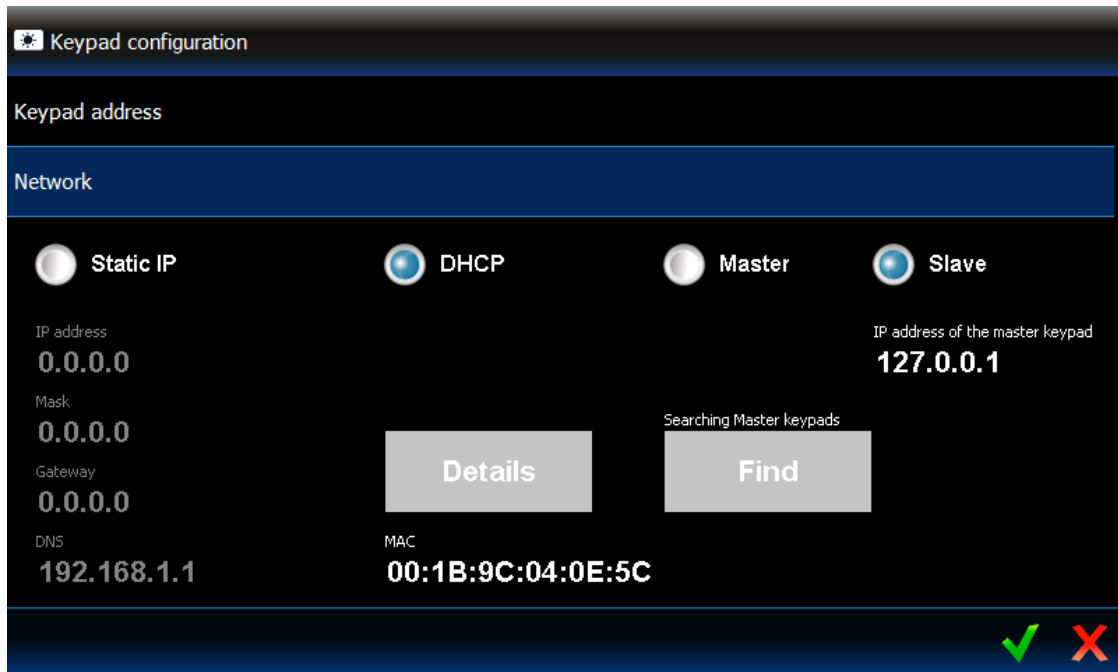 Keypad configuration
Keypad address
Network
Static IP
DHCP
Master
Slave
IP address
0.0.0.0
IP address of the master keypad
127.0.0.1
Mask
0.0.0.0
Searching Master keypads
Gateway
0.0.0.0
Details
Find
DNS
192.168.1.1
MAC
00:1B:9C:04:0E:5C